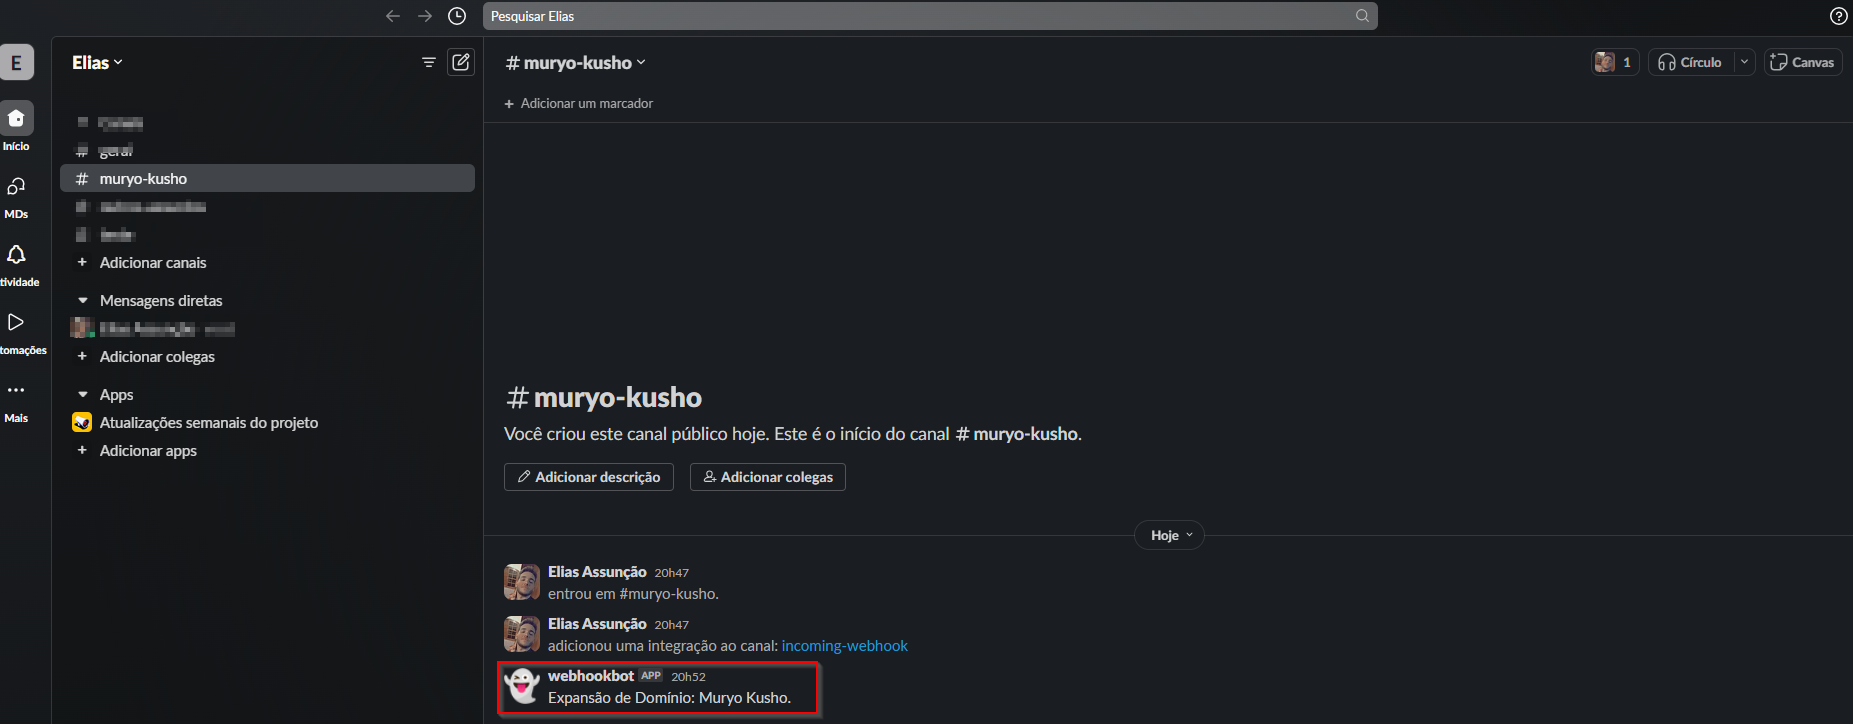 Pesquisar Elias
E
Início
MDs
tividade
tomações
Mais
Elias
geral
# muryo-kusho
+ Adicionar canais
Mensagens diretas
+ Adicionar colegas
Apps
Atualizações semanais do projeto
+ Adicionar apps
# muryo-kusho
1
Círculo
Canvas
+ Adicionar um marcador
# muryo-kusho
Você criou este canal público hoje. Este é o início do canal # muryo-kusho.
Adicionar descrição
Adicionar colegas
Hoje
Elias Assunção 20h47
entrou em #muryo-kusho.
Elias Assunção 20h47
adicionou uma integração ao canal: incoming-webhook
webhookbot APP 20h52
Expansão de Domínio: Muryo Kusho.